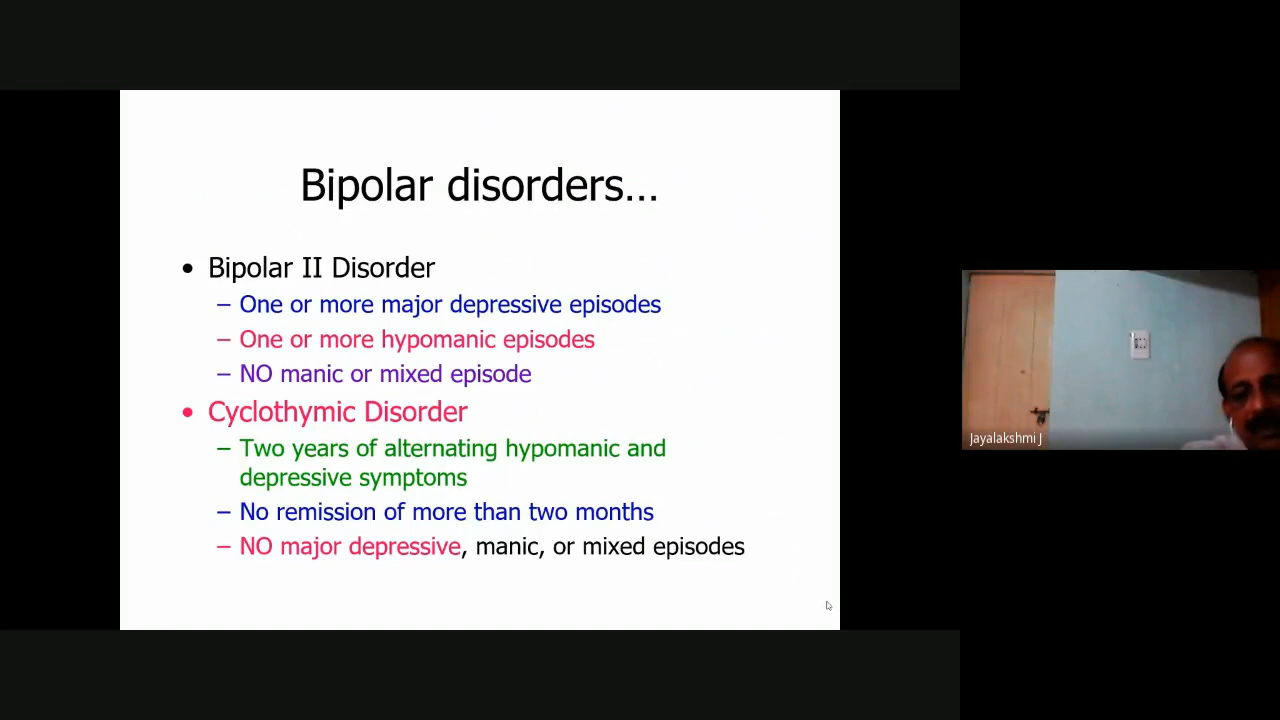 Bipolar disorders...
• Bipolar II Disorder
– One or more major depressive episodes
– One or more hypomanic episodes
– NO manic or mixed episode
• Cyclothymic Disorder
– Two years of alternating hypomanic and
depressive symptoms
– No remission of more than two months
– NO major depressive, manic, or mixed episodes
Jayalakshmi J